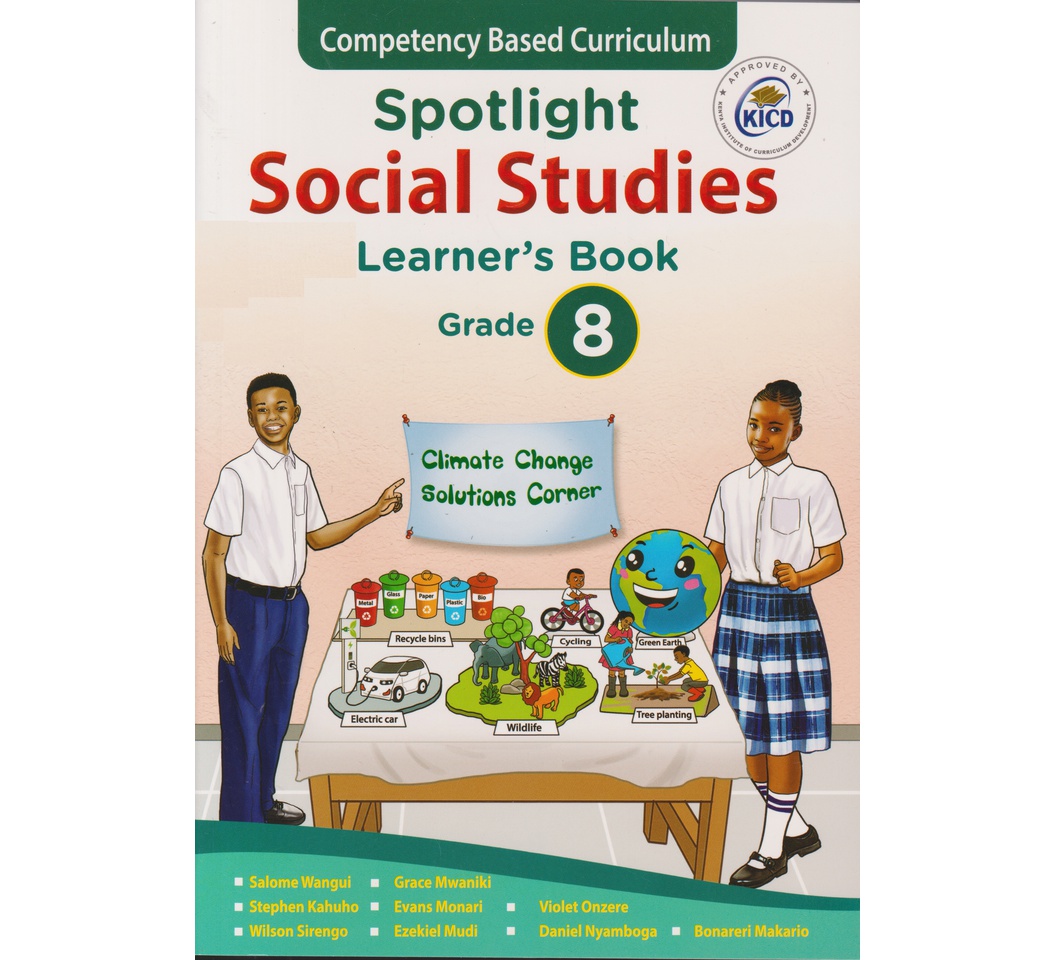 Competency Based Curriculum
APPROVED BY
KICD
KENYA INSTITUTE OF CURRICULUM DEVELOPMENT
Spotlight
Social Studies
Learner's Book
Grade 8
Climate Change
Solutions Corner
Metal
Glass
Paper
Plastic
Bio
Recycle bins
Cycling
Green Earth
Electric car
Wildlife
Tree planting
Salome Wangui Grace Mwaniki
Stephen Kahuho Evans Monari Violet Onzere
Wilson Sirengo Ezekiel Mudi Daniel Nyamboga Bonareri Makario